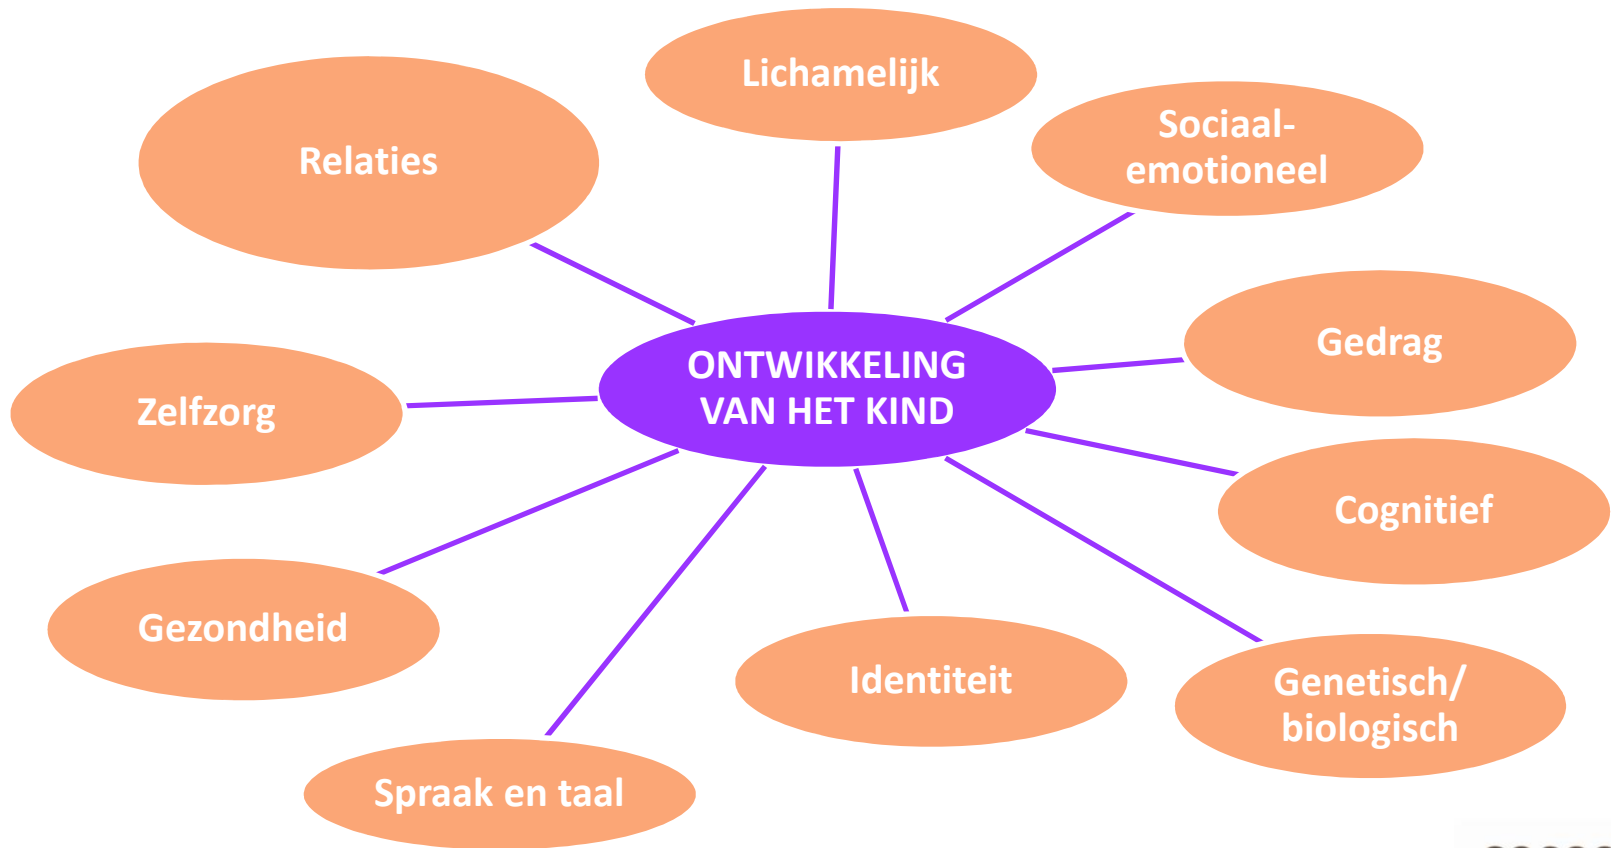 Lichamelijk
Sociaal-
emotioneel
Relaties
Gedrag
ONTWIKKELING
VAN HET KIND
Zelfzorg
Cognitief
Gezondheid
Identiteit
Genetisch/
biologisch
Spraak en taal